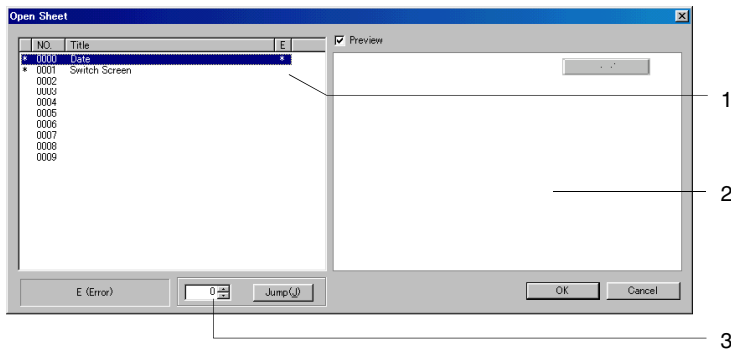 Open Sheet
NO. Title E
* 0000 Date *
* 0001 Switch Screen
0002
0003
0004
0005
0006
0007
0008
0009
Preview
1
2
E (Error)
0
Jump(J)
OK
Cancel
3